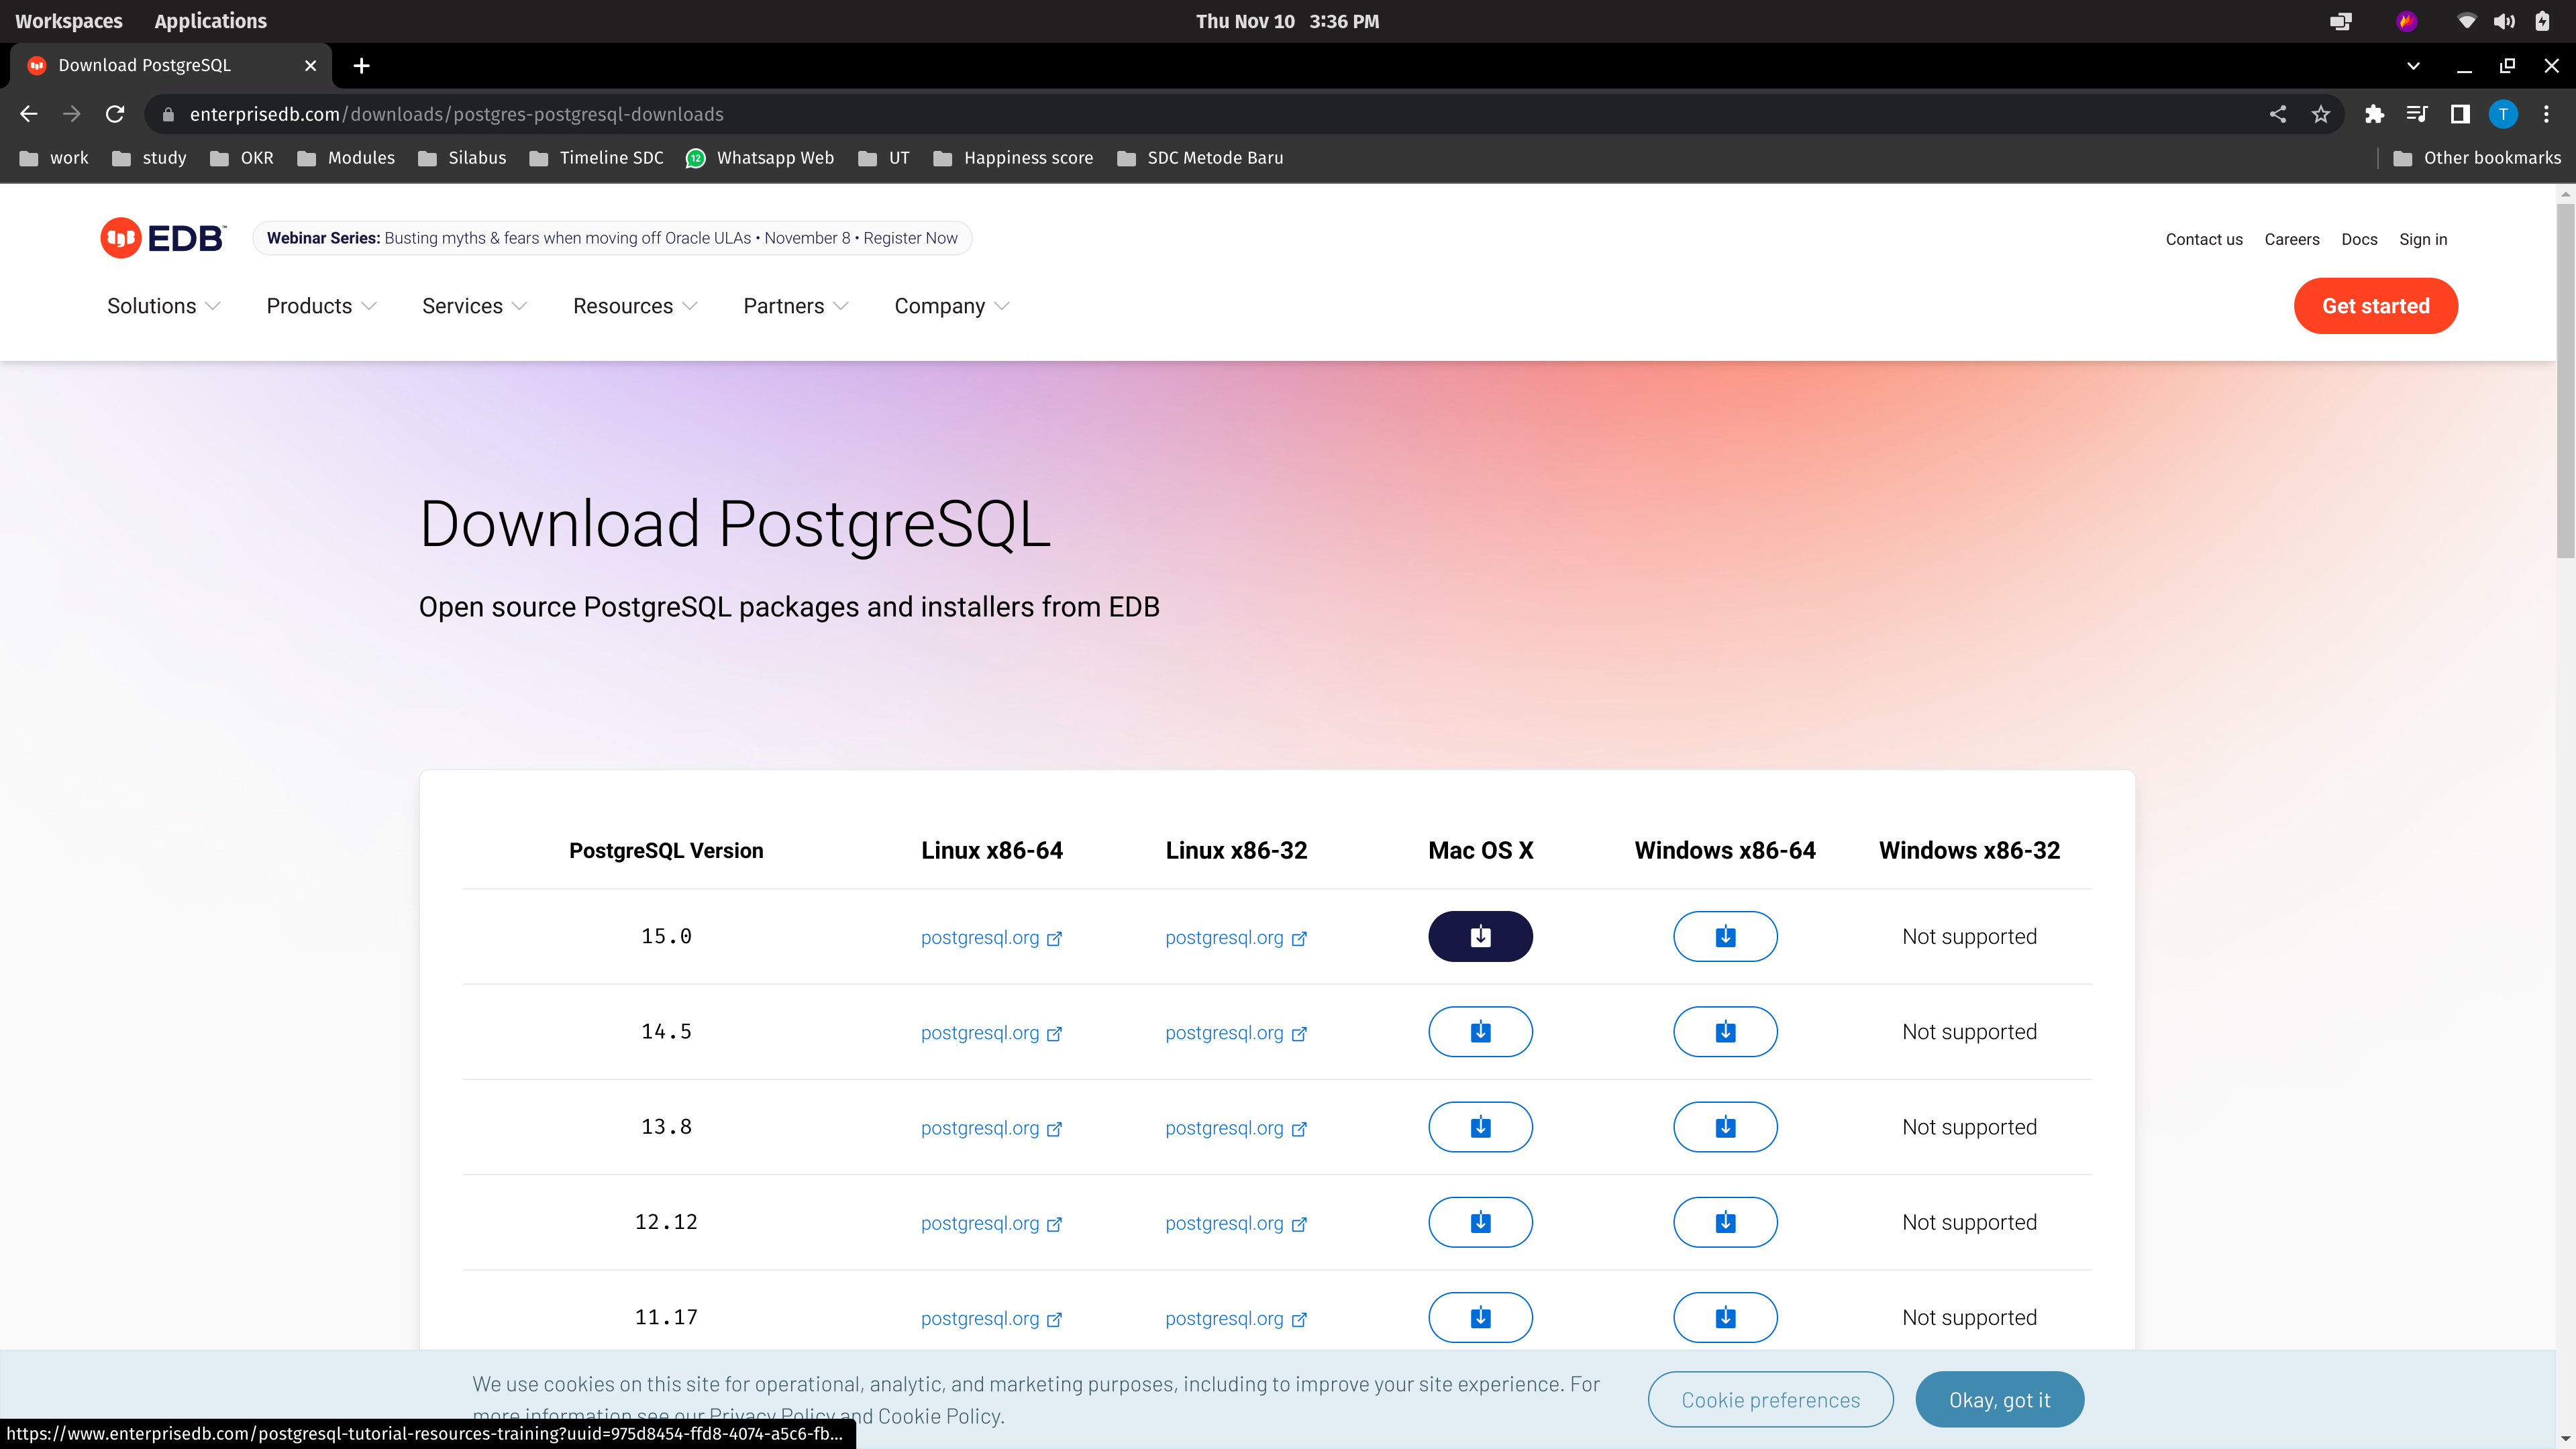 Workspaces Applications Thu Nov 10 3:36 PM
Download PostgreSQL
enterprisedb.com/downloads/postgres-postgresql-downloads T
work study OKR Modules Silabus Timeline SDC 12 Whatsapp Web UT Happiness score SDC Metode Baru Other bookmarks
EDB™ Webinar Series: Busting myths & fears when moving off Oracle ULAs • November 8 • Register Now Contact us Careers Docs Sign in
Solutions Products Services Resources Partners Company Get started
Download PostgreSQL
Open source PostgreSQL packages and installers from EDB
PostgreSQL Version Linux x86-64 Linux x86-32 Mac OS X Windows x86-64 Windows x86-32
15.0 postgresql.org postgresql.org Not supported
14.5 postgresql.org postgresql.org Not supported
13.8 postgresql.org postgresql.org Not supported
12.12 postgresql.org postgresql.org Not supported
11.17 postgresql.org postgresql.org Not supported
We use cookies on this site for operational, analytic, and marketing purposes, including to improve your site experience. For
more information see our Privacy Policy and Cookie Policy.
Cookie preferences Okay, got it
https://www.enterprisedb.com/postgresql-tutorial-resources-training?uuid=975d8454-ffd8-4074-a5c6-fb...